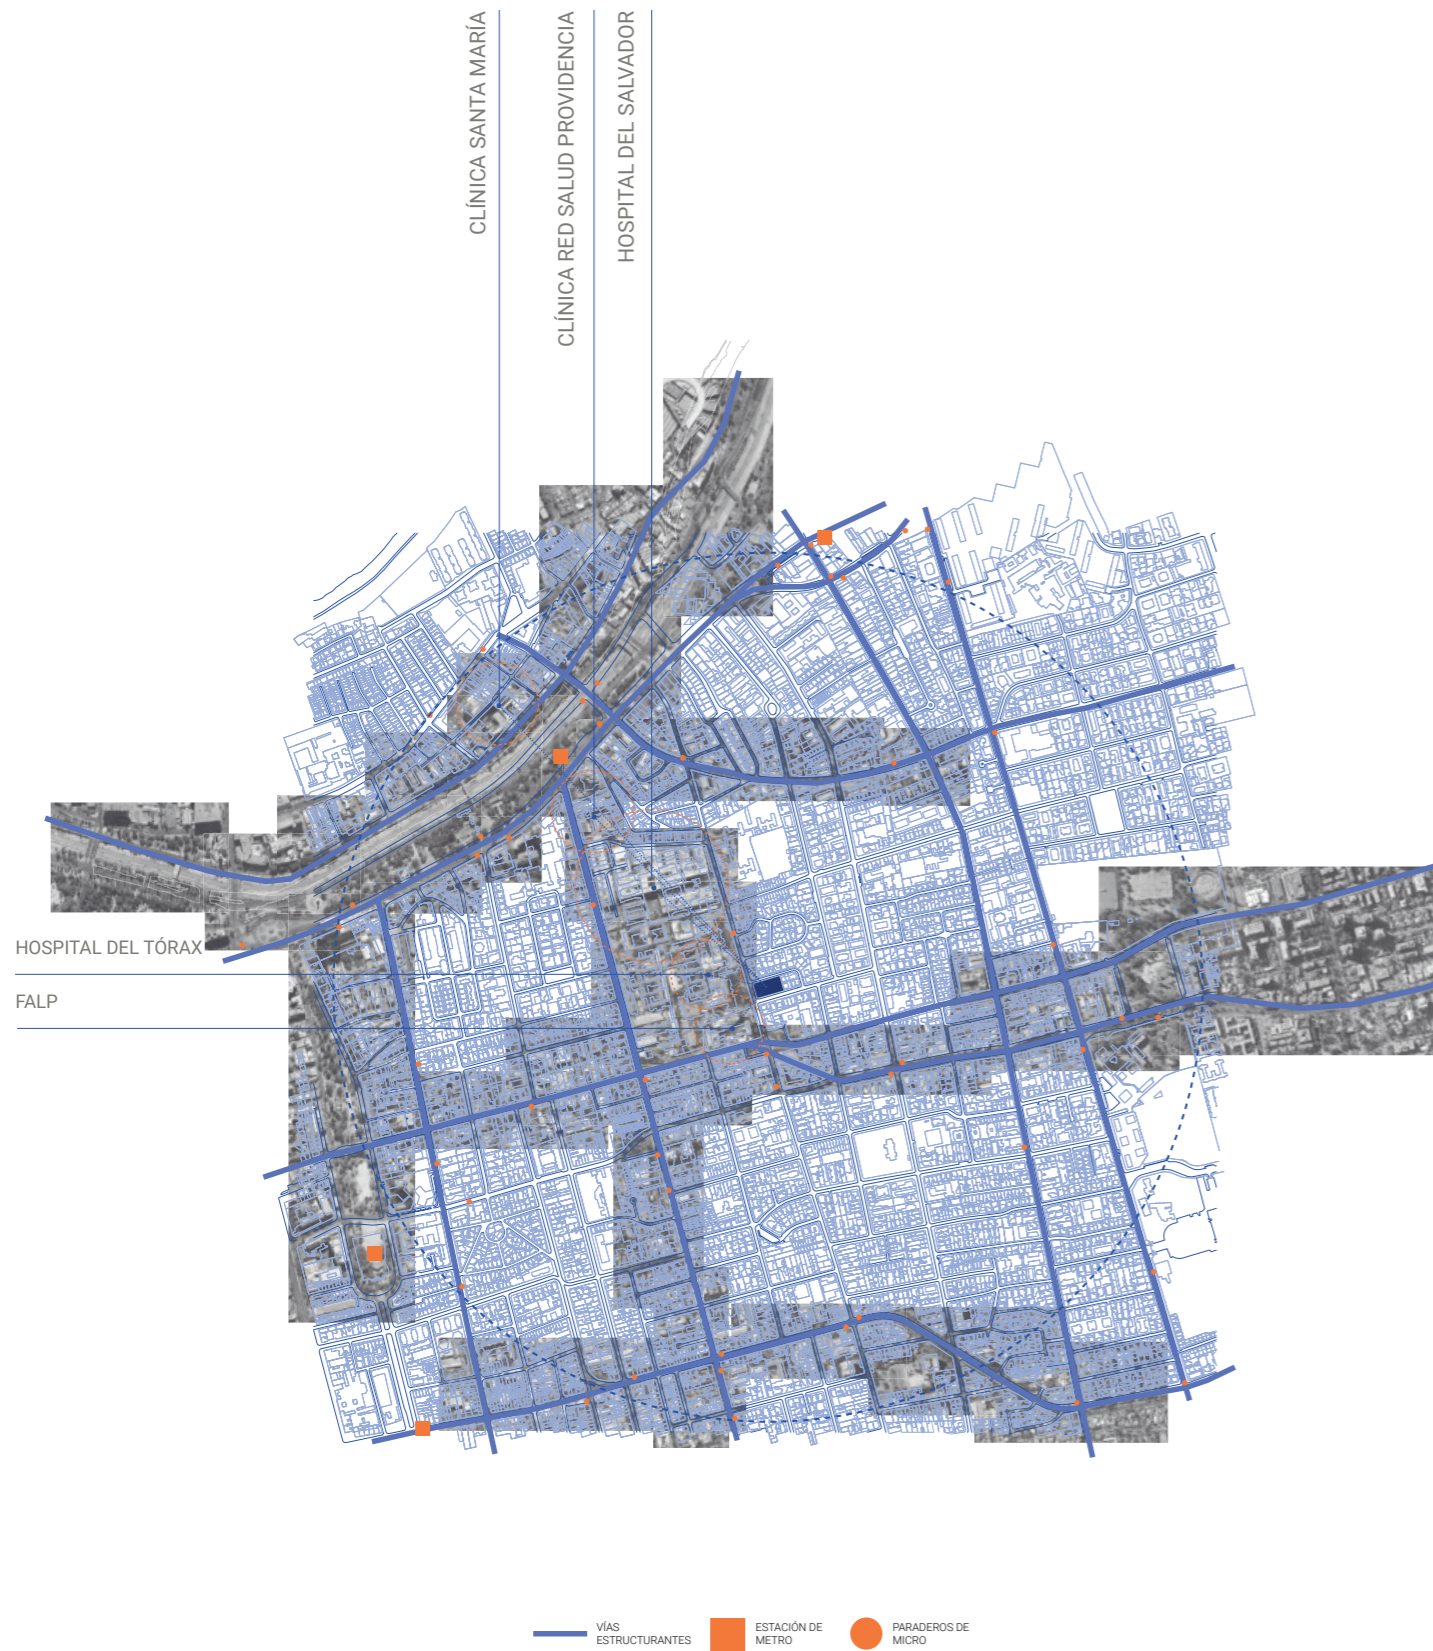 CLÍNICA SANTA MARÍA
CLÍNICA RED SALUD PROVIDENCIA
HOSPITAL DEL SALVADOR
HOSPITAL DEL TÓRAX
FALP
VÍAS
ESTRUCTURANTES
ESTACIÓN DE
METRO
PARADEROS DE
MICRO